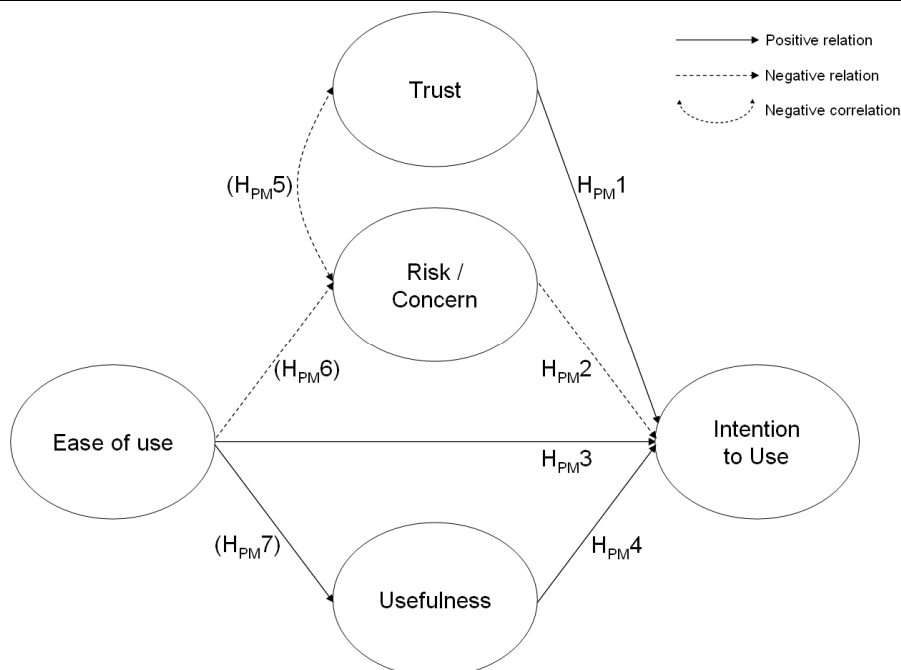 Trust
Positive relation
Negative relation
Negative correlation
(HPM5)
HPM1
Risk /
Concern
(HPM6)
HPM2
Ease of use
Intention
to Use
HPM3
(HPM7)
HPM4
Usefulness